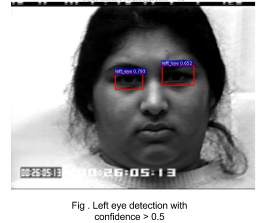 left_eye 0.793
left_eye 0.652
00:26:05:13
0:26:05:13
Fig . Left eye detection with
confidence > 0.5